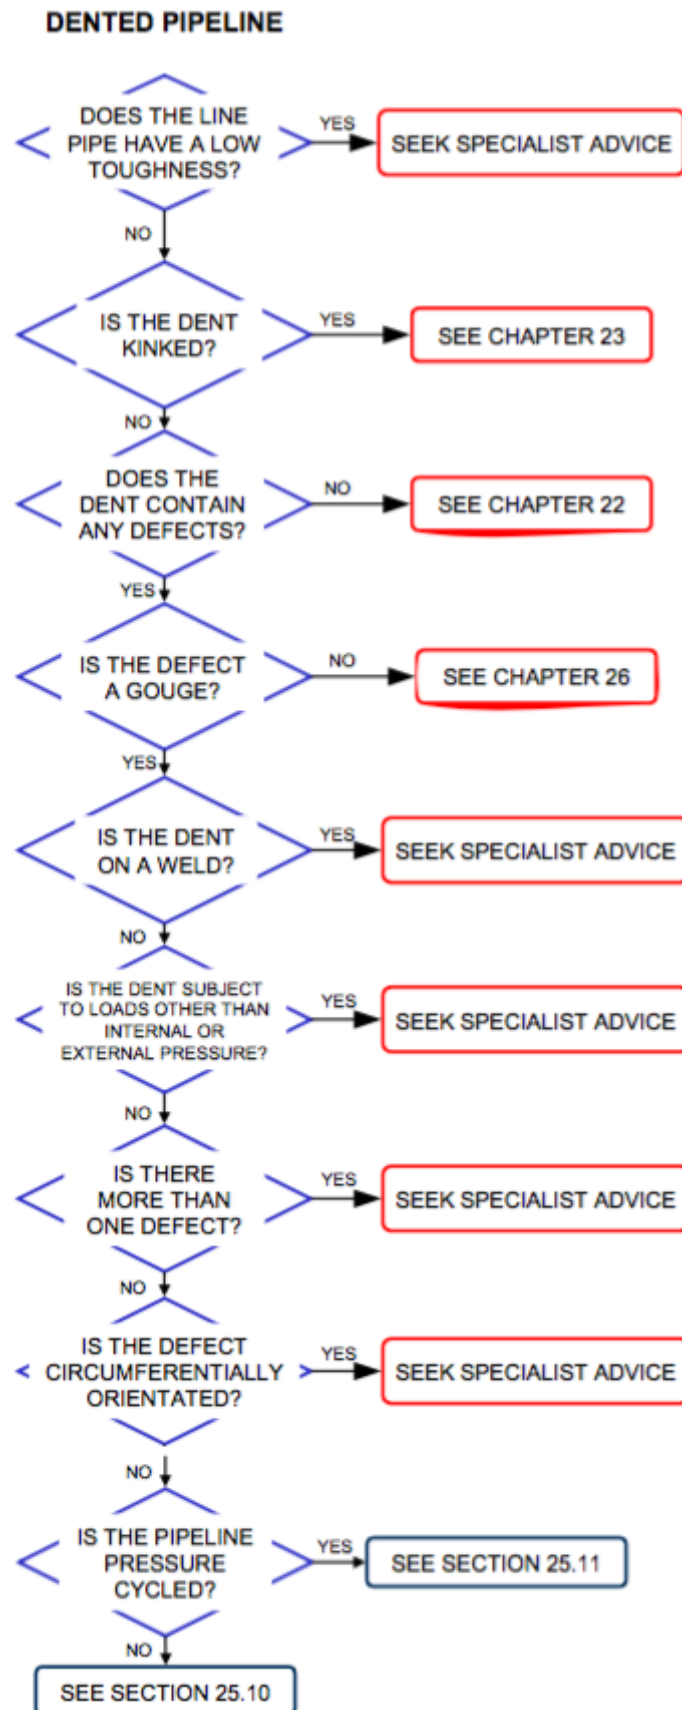 DENTED PIPELINE
DOES THE LINE
PIPE HAVE A LOW
TOUGHNESS?
YES
SEEK SPECIALIST ADVICE
NO
IS THE DENT
KINKED?
YES
SEE CHAPTER 23
NO
DOES THE
DENT CONTAIN
ANY DEFECTS?
NO
SEE CHAPTER 22
YES
IS THE DEFECT
A GOUGE?
NO
SEE CHAPTER 26
YES
IS THE DENT
ON A WELD?
YES
SEEK SPECIALIST ADVICE
NO
IS THE DENT SUBJECT
TO LOADS OTHER THAN
INTERNAL OR
EXTERNAL PRESSURE?
YES
SEEK SPECIALIST ADVICE
NO
IS THERE
MORE THAN
ONE DEFECT?
YES
SEEK SPECIALIST ADVICE
NO
IS THE DEFECT
CIRCUMFERENTIALLY
ORIENTATED?
YES
SEEK SPECIALIST ADVICE
NO
IS THE PIPELINE
PRESSURE
CYCLED?
YES
SEE SECTION 25.11
NO
SEE SECTION 25.10